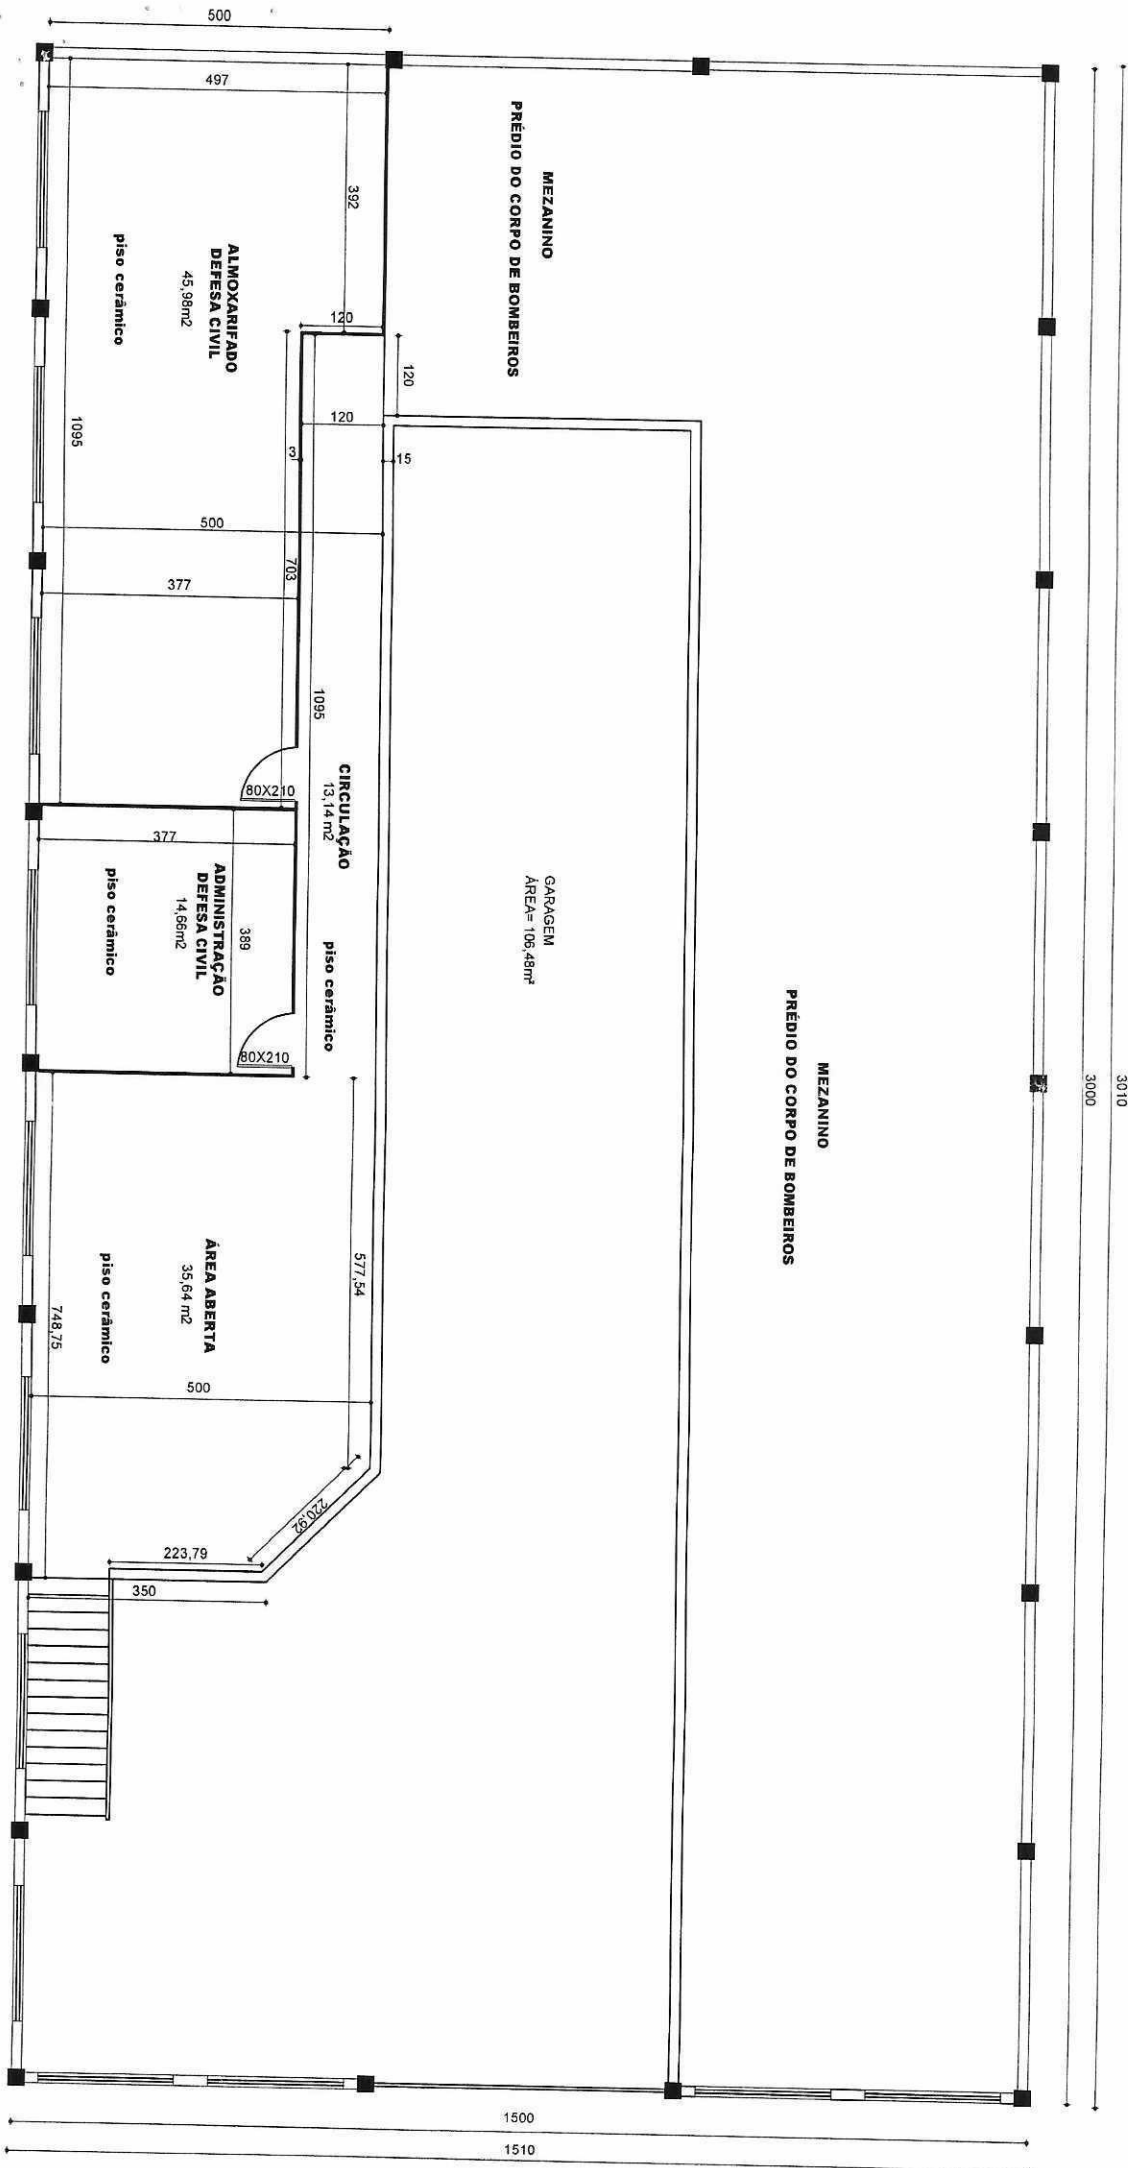 500
497
392
MEZANINO
PRÉDIO DO CORPO DE BOMBEIROS
ALMOXARIFADO
DEFESA CIVIL
45,98m2
piso cerâmico
120
120
120
3
15
1095
500
703
377
1095
80X210
CIRCULAÇÃO
13,14 m2
piso cerâmico
377
389
ADMINISTRAÇÃO
DEFESA CIVIL
14,66m2
piso cerâmico
80X210
GARAGEM
ÁREA= 106,48m²
MEZANINO
PRÉDIO DO CORPO DE BOMBEIROS
3000
3010
577,54
ÁREA ABERTA
35,64 m2
piso cerâmico
748,75
500
220,92
223,79
350
1500
1510